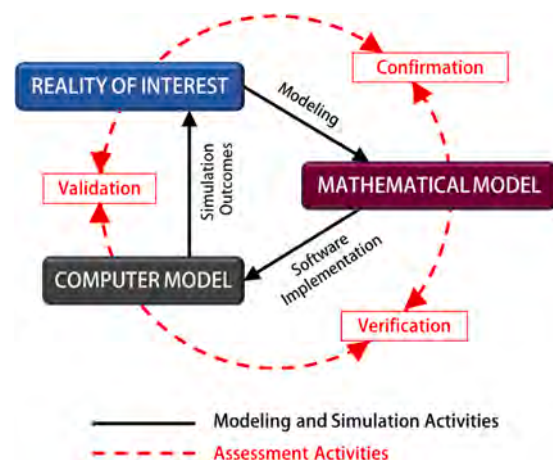 Confirmation
REALITY OF INTEREST
Modeling
Validation
Simulation
Outcomes
MATHEMATICAL MODEL
Software
Implementation
COMPUTER MODEL
Verification
Modeling and Simulation Activities
Assessment Activities